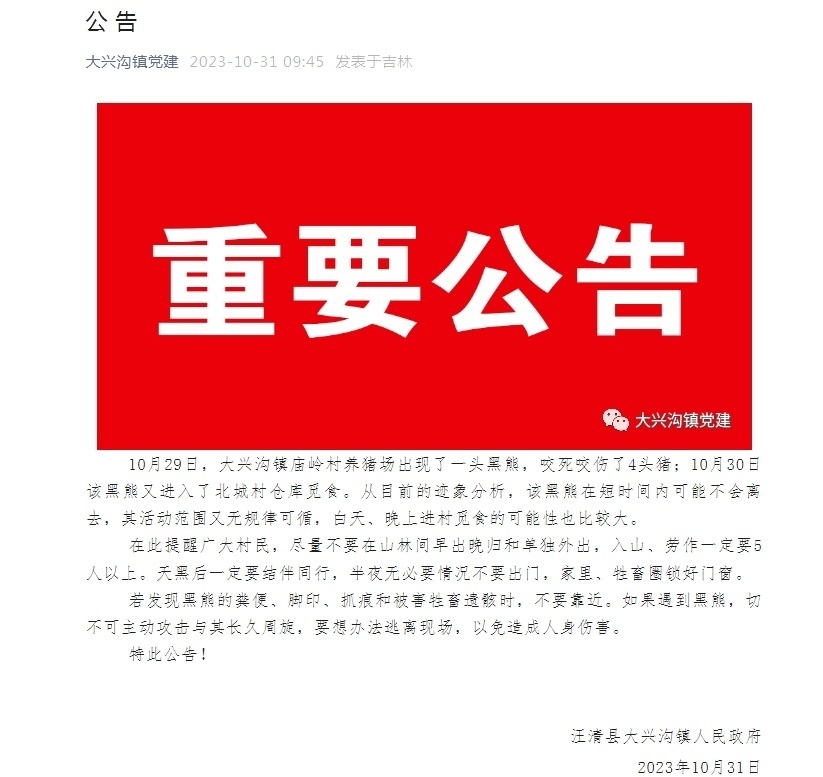 公 告
大兴沟镇党建 2023-10-31 09:45 发表于吉林
重要公告
大兴沟镇党建
10月29日，大兴沟镇庙岭村养猪场出现了一头黑熊，咬死咬伤了4头猪；10月30日
该黑熊又进入了北城村仓库觅食。从目前的迹象分析，该黑熊在短时间内可能不会离
去，其活动范围又无规律可循，白天、晚上进村觅食的可能性也比较大。
在此提醒广大村民，尽量不要在山林间早出晚归和单独外出，入山、劳作一定要5
人以上。天黑后一定要结伴同行，半夜无必要情况不要出门，家里、牲畜圈锁好门窗。
若发现黑熊的粪便、脚印、抓痕和被害牲畜遗骸时，不要靠近。如果遇到黑熊，切
不可主动攻击与其长久周旋，要想办法逃离现场，以免造成人身伤害。
特此公告！
汪清县大兴沟镇人民政府
2023年10月31日